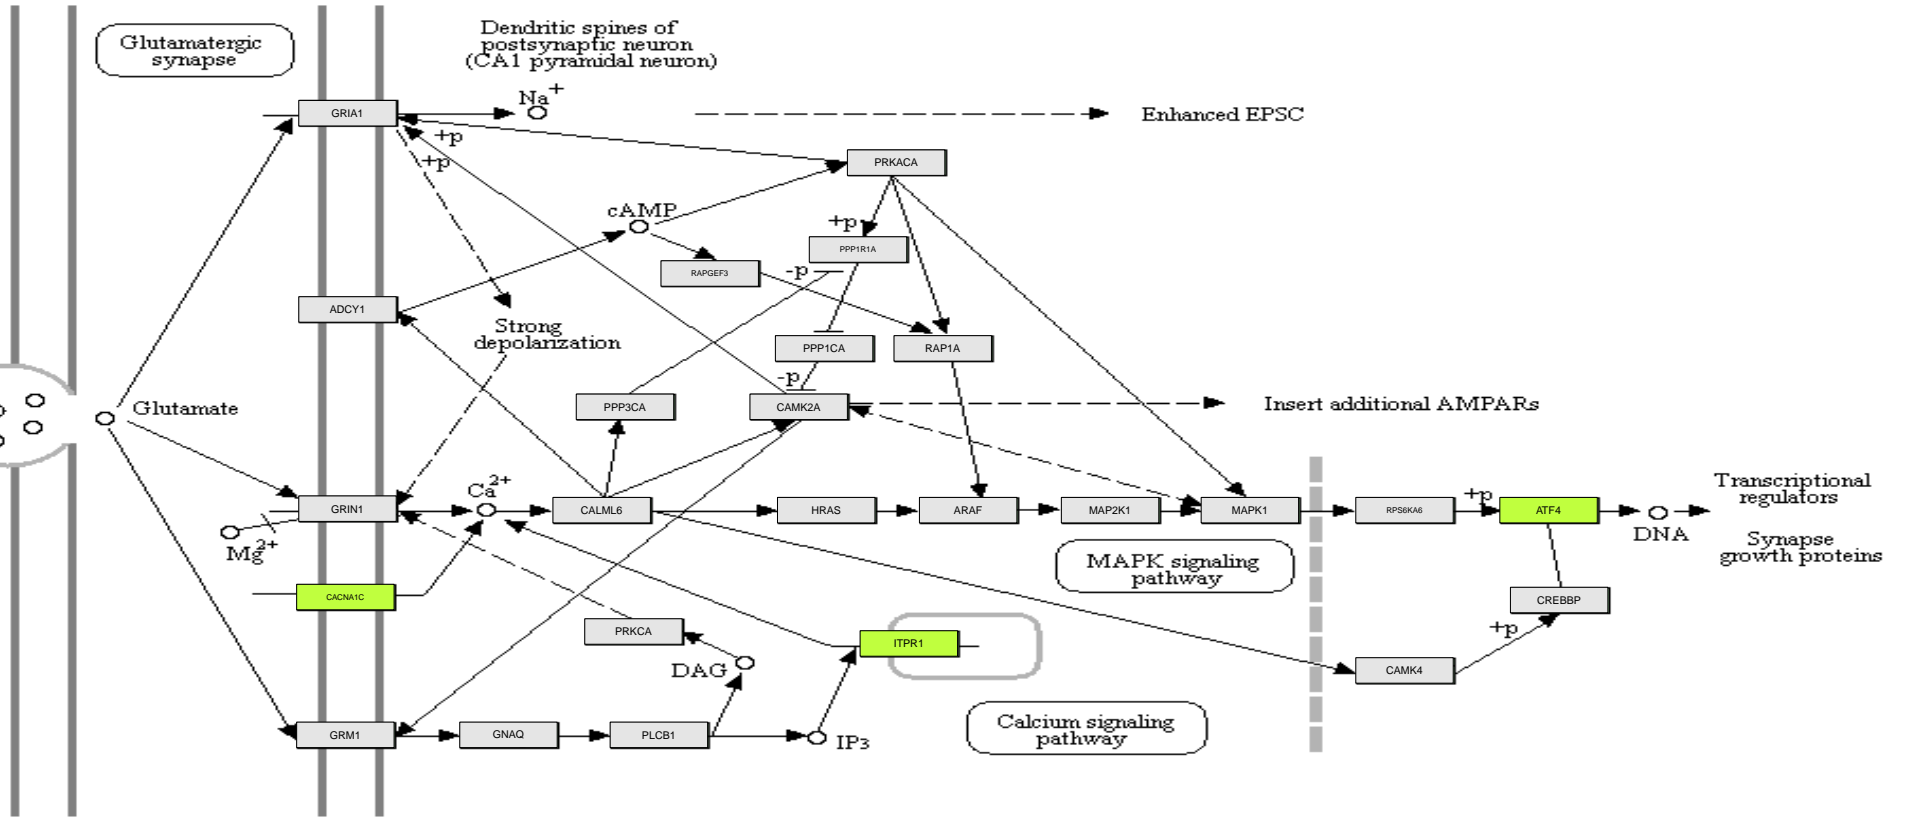 Glutamatergic
synapse
Dendritic spines of
postsynaptic neuron
(CA1 pyramidal neuron)
GRIA1
Na+
Enhanced EPSC
+p
+p
PRKACA
cAMP
+p
PPP1R1A
RAPGEF3
-p
ADCY1
Strong
depolarization
PPP1CA
RAP1A
-p
Glutamate
PPP3CA
CAMK2A
Insert additional AMPARs
GRIN1
Ca2+
CALML6
HRAS
ARAF
MAP2K1
MAPK1
RPS6KA6
+p
ATF4
DNA
Transcriptional
regulators
Synapse
growth proteins
Mg2+
MAPK signaling
pathway
CACNA1C
CREBBP
PRKCA
ITPR1
+p
DAG
CAMK4
GRM1
GNAQ
PLCB1
IP3
Calcium signaling
pathway